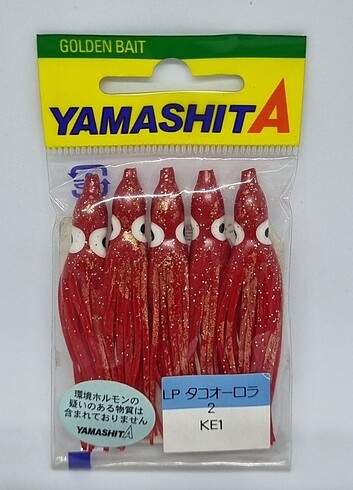 GOLDEN BAIT
YAMASHITA
環境ホルモンの
疑いのある物質は
含まれておりません
YAMASHITA
LP タコオーロラ
2
KE1